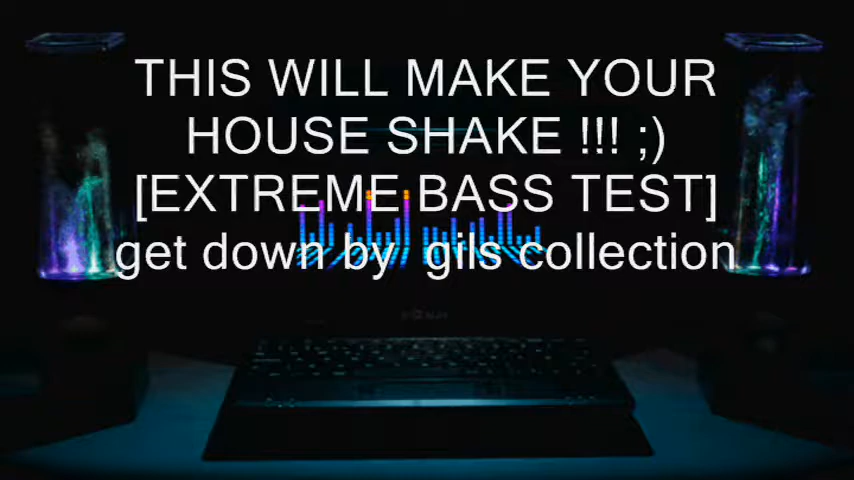 THIS WILL MAKE YOUR
HOUSE SHAKE !!! ;)
[EXTREME BASS TEST]
get down by  gils collection